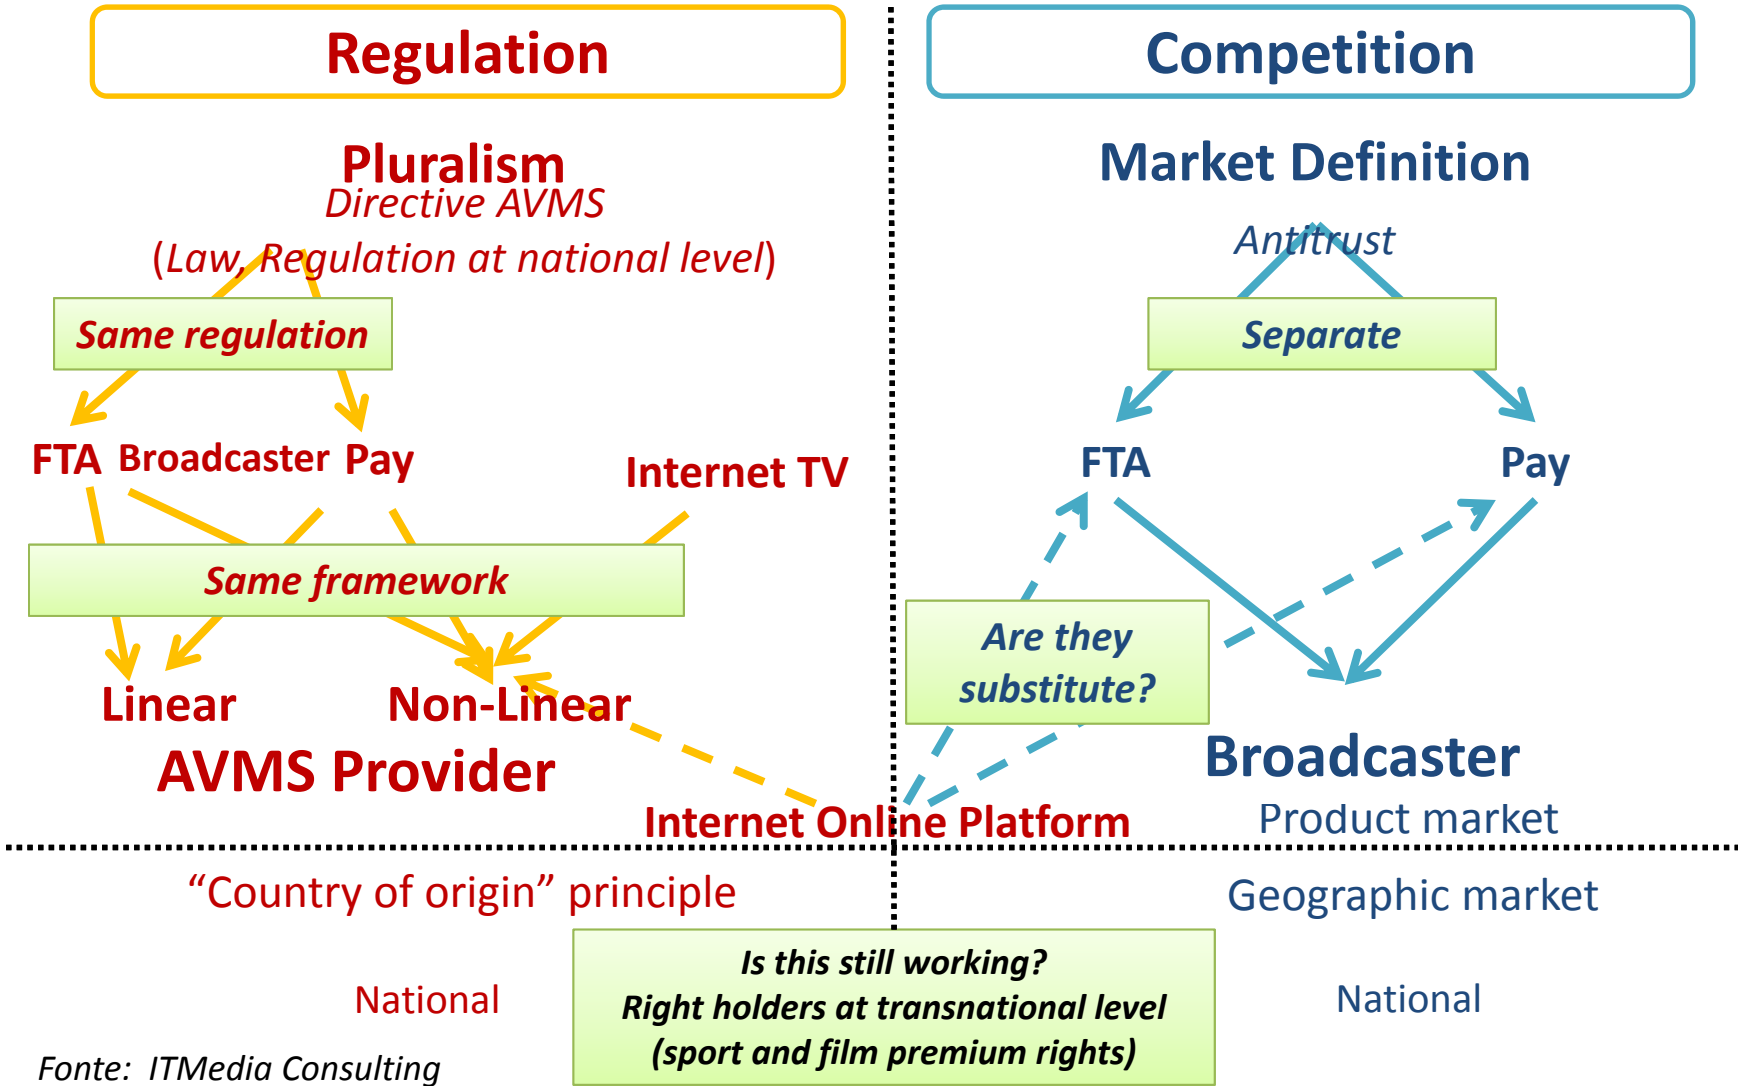 Regulation
Competition
Pluralism
Directive AVMS
(Law, Regulation at national level)
Market Definition
Antitrust
Same regulation
Separate
FTA Broadcaster Pay
Internet TV
FTA
Pay
Same framework
Are they
substitute?
Linear
Non-Linear
AVMS Provider
Broadcaster
Internet Online Platform
Product market
“Country of origin” principle
Geographic market
Is this still working?
Right holders at transnational level
(sport and film premium rights)
National
National
Fonte: ITMedia Consulting